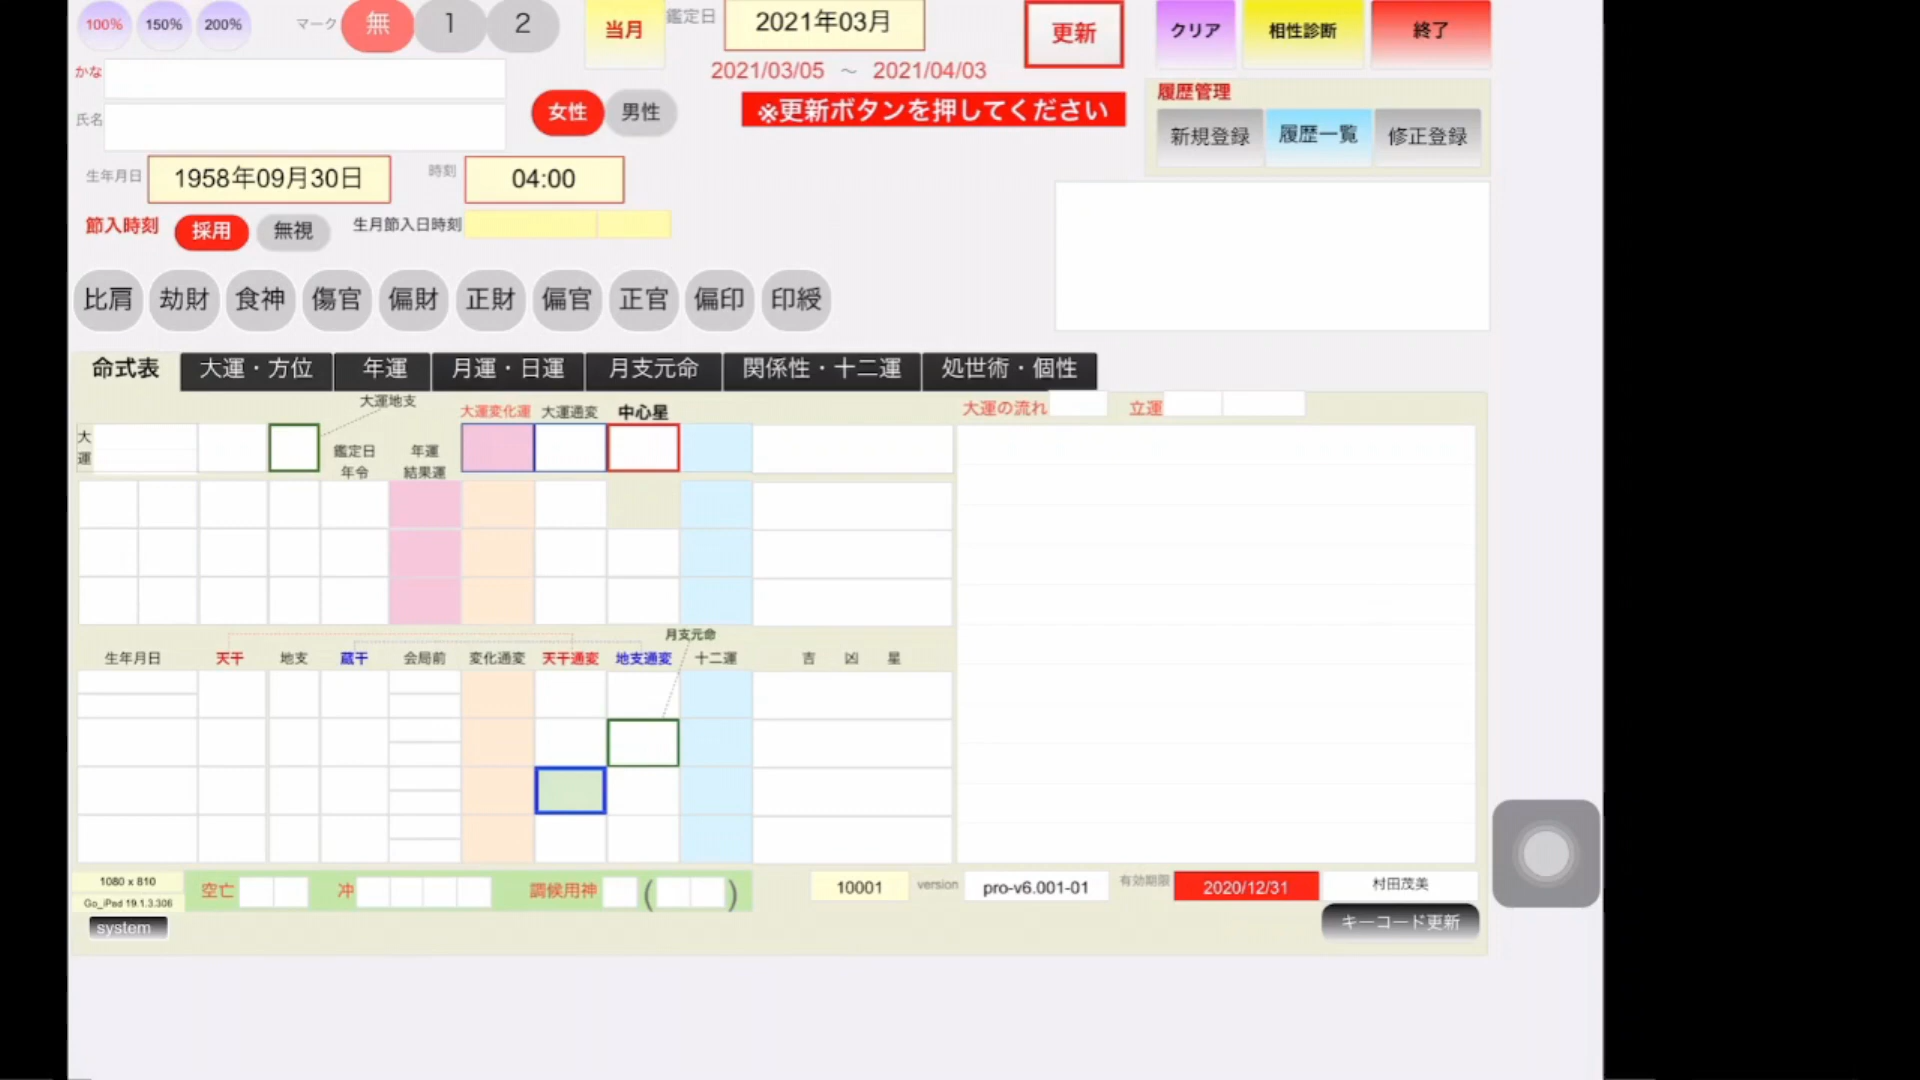 100% 150% 200% マーク 無 1 2 当月 鑑定日 2021年03月 更新 クリア 相性診断 終了
かな
2021/03/05 ～ 2021/04/03
氏名
女性 男性
※更新ボタンを押してください
履歴管理
新規登録 履歴一覧 修正登録
生年月日 1958年09月30日 時刻 04:00
節入時刻 採用 無視 生月節入日時刻
比肩 劫財 食神 傷官 偏財 正財 偏官 正官 偏印 印綬
命式表 大運・方位 年運 月運・日運 月支元命 関係性・十二運 処世術・個性
大運地支
大運変化運 大運通変 中心星
大運の流れ 立運
大運
鑑定日年令
年運結果運
月支元命
生年月日 天干 地支 蔵干 会局前 変化通変 天干通変 地支通変 十二運 吉 凶 星
1080 x 810
Go_iPad 19.1.3.306
空亡 冲 調候用神 ( )
10001 version pro-v6.001-01 有効期限 2020/12/31 村田茂美
system
キーコード更新